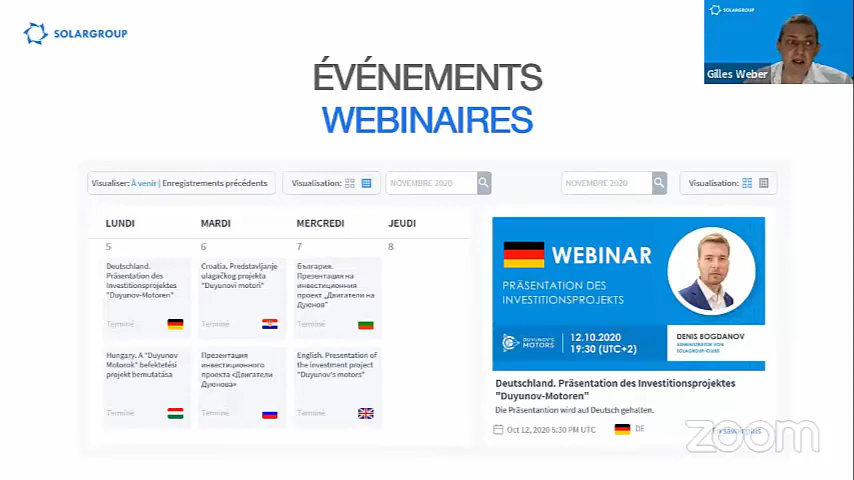 SOLARGROUP
SOLARGROUP
Gilles Weber
ÉVÉNEMENTS
WEBINAIRES
Visualiser: À venir | Enregistrements précédents
Visualisation:
NOVEMBRE 2020
NOVEMBRE 2020
Visualisation:
LUNDI
MARDI
MERCREDI
JEUDI
5
6
7
8
Deutschland.
Präsentation des
Investitionsprojektes
"Duyunov-Motoren"
Terminé
Croatia. Predstavljanje
ulagačkog projekta
"Duyunovi motori"
Terminé
България.
Презентация на
инвестиционния
проект „Двигатели на
Дуюнов"
Terminé
Hungary. A "Duyunov
Motorok" befektetési
projekt bemutatása
Terminé
Презентация
инвестиционного
проекта «Двигатели
Дуюнова»
Terminé
English. Presentation of
the investment project
"Duyunov's motors"
Terminé
WEBINAR
PRÄSENTATION DES
INVESTITIONSPROJEKTS
DUYUNOV'S
MOTORS
12.10.2020
19:30 (UTC+2)
DENIS BOGDANOV
ADMINISTRATOR VON
SOLARGROUP-CLUBS
Deutschland. Präsentation des Investitionsprojektes
"Duyunov-Motoren"
Die Präsentantion wird auf Deutsch gehalten.
Oct 12, 2020 5:30 PM UTC
DE
En savoir plus
zoom